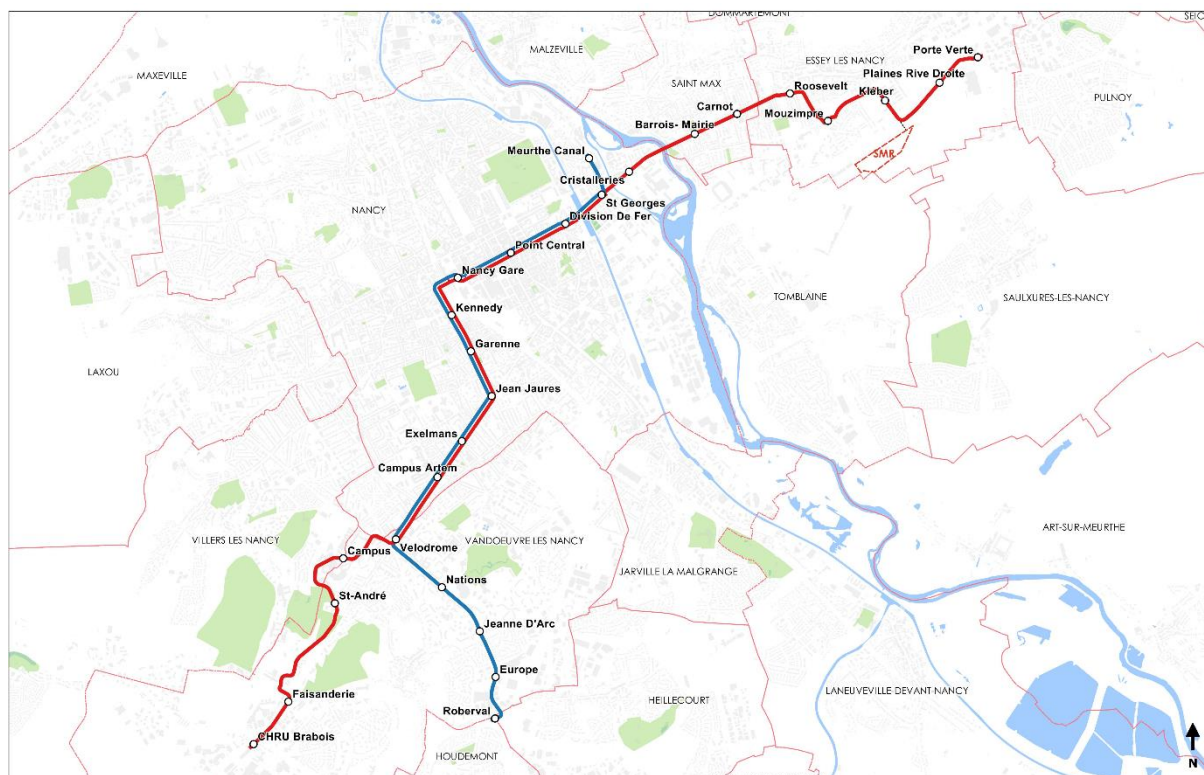 DOMMARTEMONT
SEIC
MALZEVILLE
MAXEVILLE
ESSEY LES NANCY
Porte Verte
Plaines Rive Droite
SAINT MAX
Roosevelt
Kléber
PULNOY
Carnot
Mouzimpre
Barrois- Mairie
Meurthe Canal
SMR
Cristalleries
St Georges
NANCY
Division De Fer
Point Central
Nancy Gare
TOMBLAINE
SAULXURES-LES-NANCY
Kennedy
Garenne
LAXOU
Jean Jaures
Exelmans
Campus Artem
ART-SUR-MEURTHE
VILLERS LES NANCY
Velodrome
VANDOEUVRE LES NANCY
Campus
JARVILLE LA MALGRANGE
Nations
St-André
Jeanne D'Arc
Europe
LANEUVEVILLE DEVANT-NANCY
Faisanderie
HEILLECOURT
Roberval
CHRU Brabois
HOUDEMONT
N